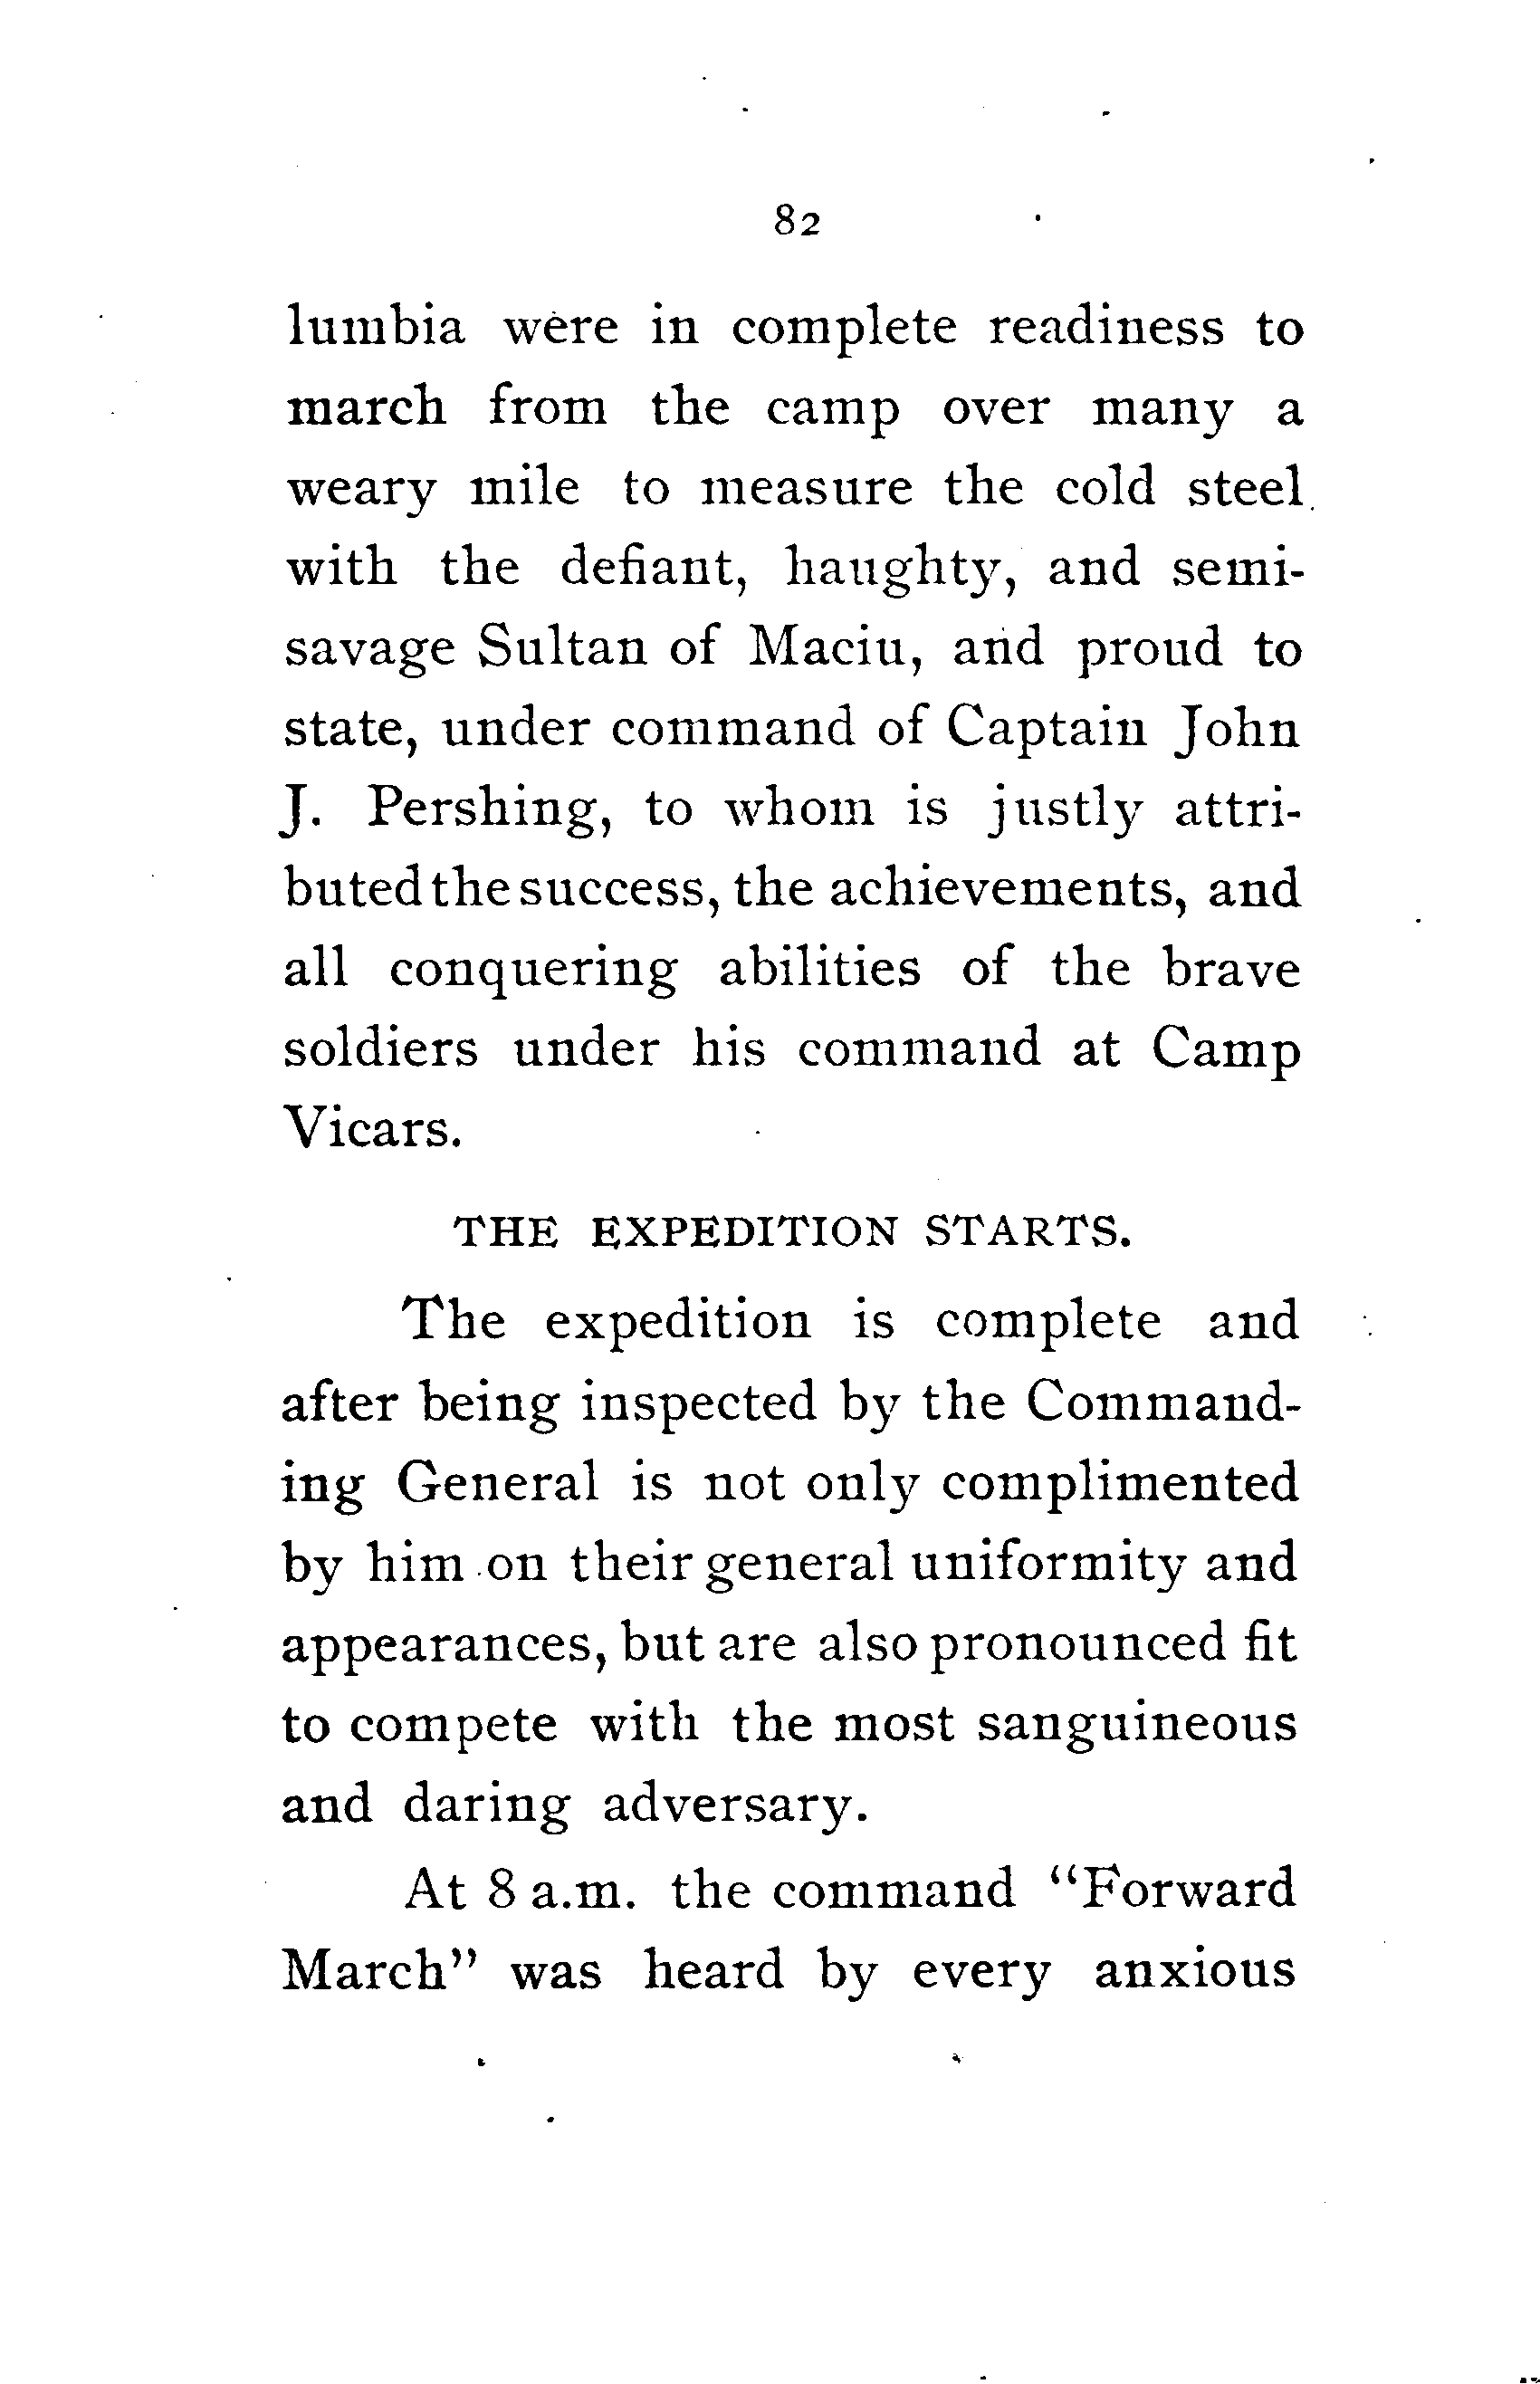 82
lumbia were in complete readiness to
march from the camp over many a
weary mile to measure the cold steel
with the defiant, haughty, and semi-
savage Sultan of Maciu, and proud to
state, under command of Captain John
J. Pershing, to whom is justly attri-
buted the success, the achievements, and
all conquering abilities of the brave
soldiers under his command at Camp
Vicars.
THE EXPEDITION STARTS.
The expedition is complete and
after being inspected by the Command-
ing General is not only complimented
by him on their general uniformity and
appearances, but are also pronounced fit
to compete with the most sanguineous
and daring adversary.
At 8 a.m. the command "Forward
March" was heard by every anxious